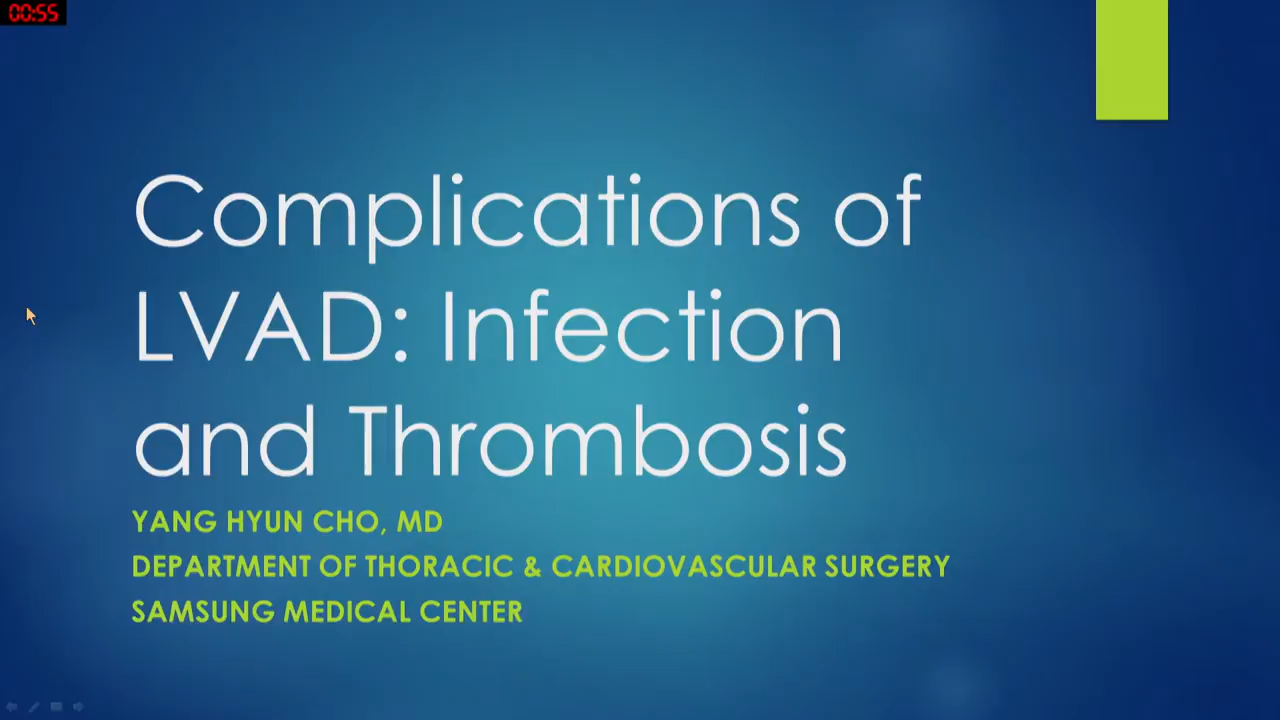 00:55
Complications of
LVAD: Infection
and Thrombosis
YANG HYUN CHO, MD
DEPARTMENT OF THORACIC & CARDIOVASCULAR SURGERY
SAMSUNG MEDICAL CENTER